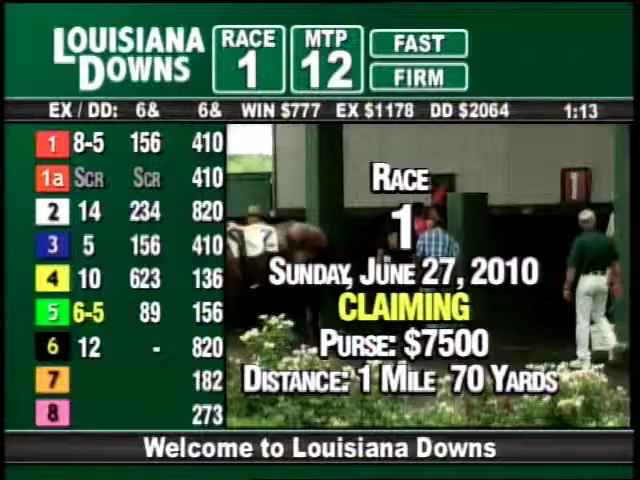 LOUISIANA DOWNS
RACE 1
MTP 12
FAST
FIRM
EX / DD: 6& 6& WIN $777 EX $1178 DD $2064 1:13
1 8-5 156 410
1a SCR SCR 410
2 14 234 820
3 5 156 410
4 10 623 136
5 6-5 89 156
6 12 - 820
7 182
8 273
1
2
RACE
1
SUNDAY, JUNE 27, 2010
CLAIMING
PURSE: $7500
DISTANCE: 1 MILE 70 YARDS
Welcome to Louisiana Downs